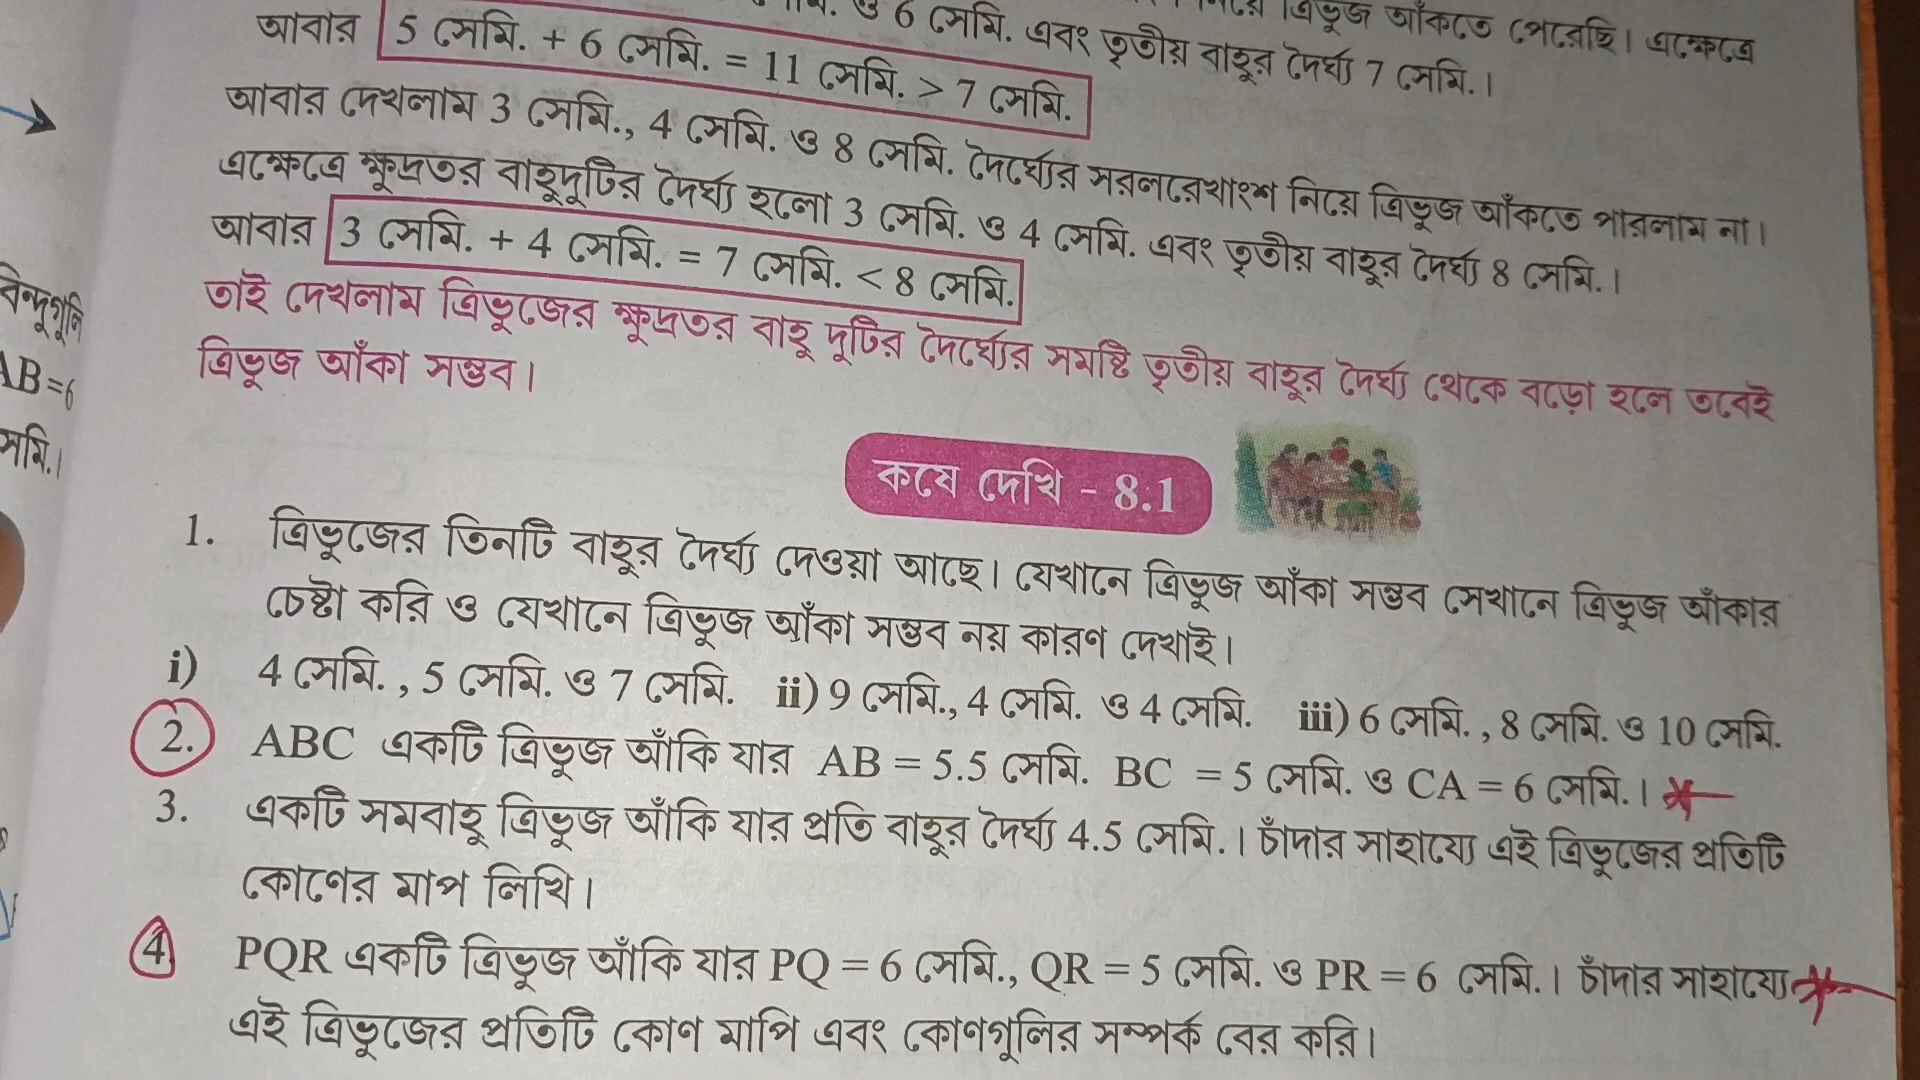 ও 6 সেমি. এবং তৃতীয় বাহুর দৈর্ঘ্য 7 সেমি.।
ত্রিভুজ আঁকতে পেরেছি। এক্ষেত্রে
আবার 5 সেমি. + 6 সেমি. = 11 সেমি. > 7 সেমি.
আবার দেখলাম 3 সেমি., 4 সেমি. ও 8 সেমি. দৈর্ঘ্যের সরলরেখাংশ নিয়ে ত্রিভুজ আঁকতে পারলাম না।
এক্ষেত্রে ক্ষুদ্রতর বাহুদুটির দৈর্ঘ্য হলো 3 সেমি. ও 4 সেমি. এবং তৃতীয় বাহুর দৈর্ঘ্য 8 সেমি.।
আবার 3 সেমি. + 4 সেমি. = 7 সেমি. < 8 সেমি.
তাই দেখলাম ত্রিভুজের ক্ষুদ্রতর বাহু দুটির দৈর্ঘ্যের সমষ্টি তৃতীয় বাহুর দৈর্ঘ্য থেকে বড়ো হলে তবেই
ত্রিভুজ আঁকা সম্ভব।
বিন্দুগুলি
AB=6
সেমি.।
কষে দেখি - 8.1
1. ত্রিভুজের তিনটি বাহুর দৈর্ঘ্য দেওয়া আছে। যেখানে ত্রিভুজ আঁকা সম্ভব সেখানে ত্রিভুজ আঁকার
চেষ্টা করি ও যেখানে ত্রিভুজ আঁকা সম্ভব নয় কারণ দেখাই।
i) 4 সেমি. , 5 সেমি. ও 7 সেমি. ii) 9 সেমি., 4 সেমি. ও 4 সেমি. iii) 6 সেমি. , 8 সেমি. ও 10 সেমি.
2. ABC একটি ত্রিভুজ আঁকি যার AB = 5.5 সেমি. BC = 5 সেমি. ও CA = 6 সেমি.।
3. একটি সমবাহু ত্রিভুজ আঁকি যার প্রতি বাহুর দৈর্ঘ্য 4.5 সেমি.। চাঁদার সাহায্যে এই ত্রিভুজের প্রতিটি
কোণের মাপ লিখি।
4. PQR একটি ত্রিভুজ আঁকি যার PQ = 6 সেমি., QR = 5 সেমি. ও PR = 6 সেমি.। চাঁদার সাহায্যে
এই ত্রিভুজের প্রতিটি কোণ মাপি এবং কোণগুলির সম্পর্ক বের করি।